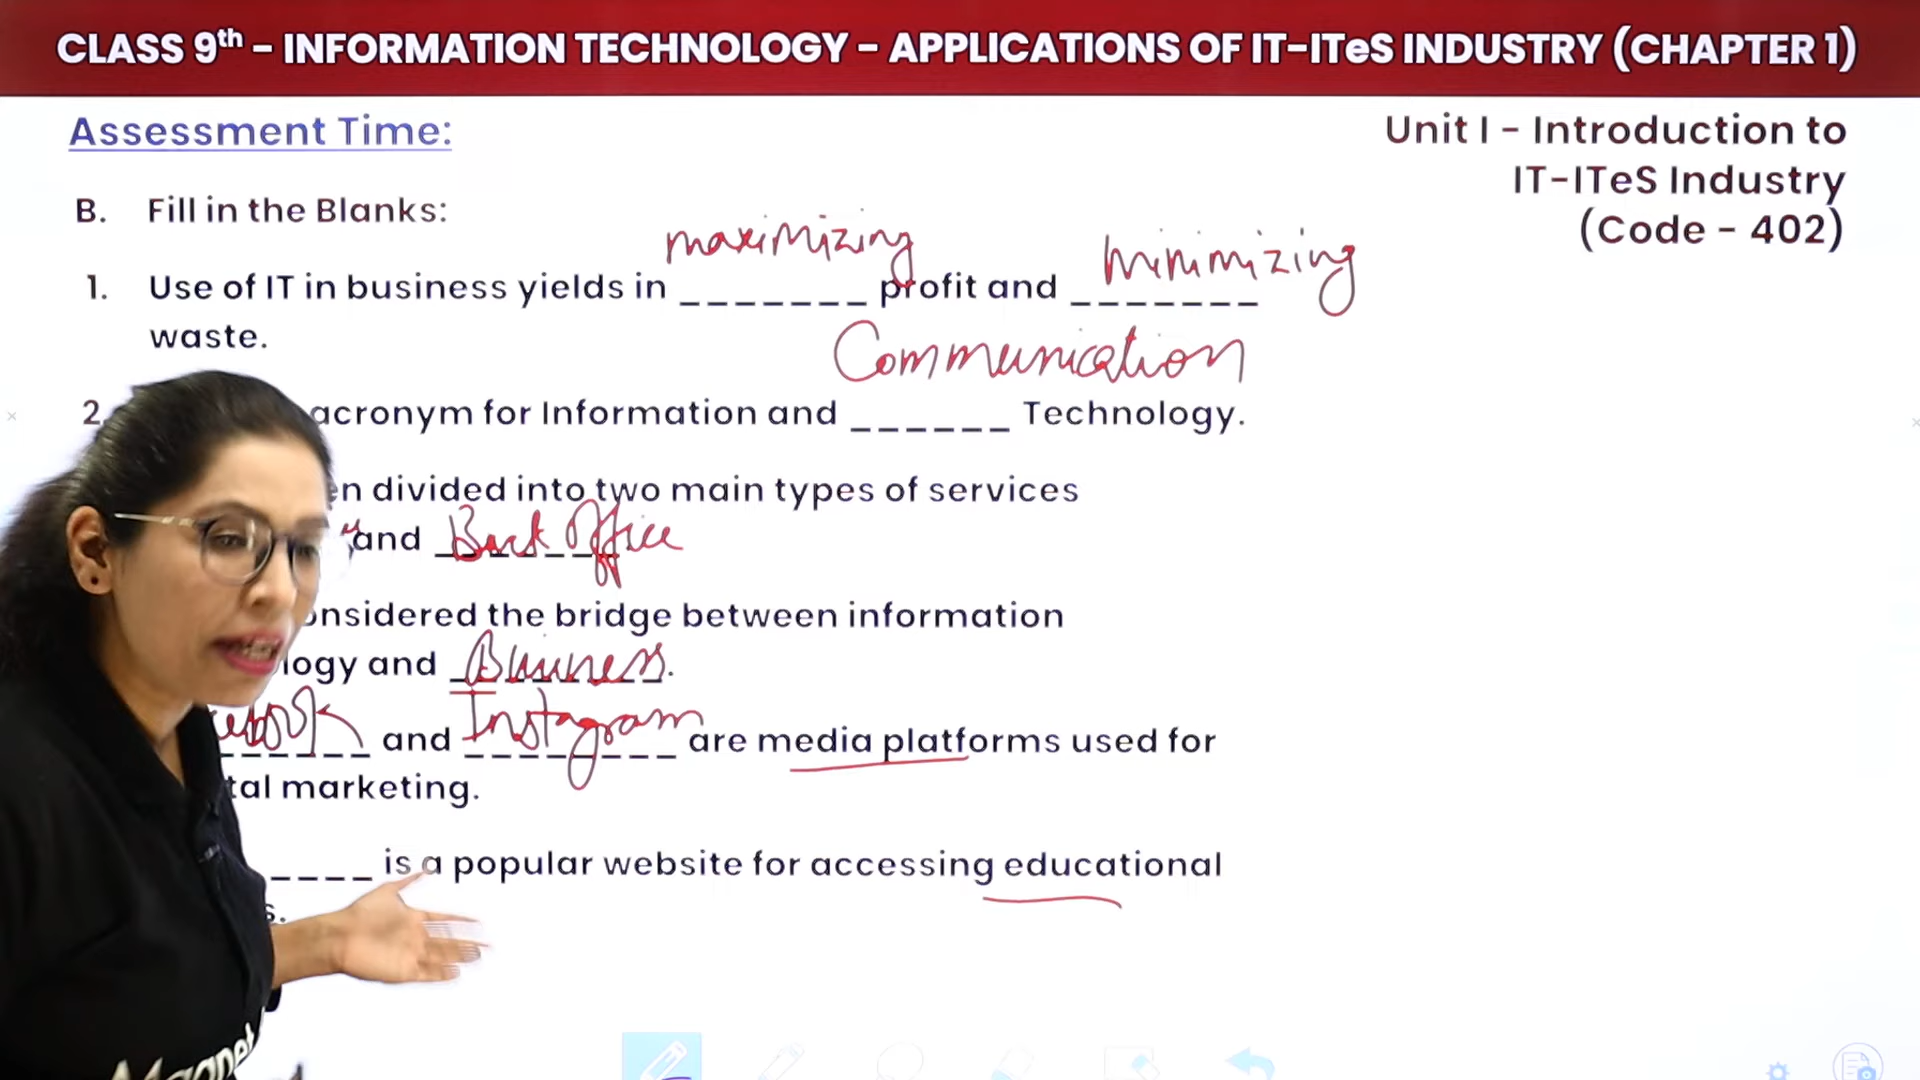 CLASS 9th – INFORMATION TECHNOLOGY – APPLICATIONS OF IT-ITeS INDUSTRY (CHAPTER 1)
Assessment Time:
Unit I - Introduction to
IT-ITeS Industry
(Code - 402)
B. Fill in the Blanks:
maximizing minimizing
1. Use of IT in business yields in _______ profit and _______
waste.
Communication
2. acronym for Information and ______ Technology.
divided into two main types of services
and Back Office
the bridge between information
and Business.
Instagram
and ________ are media platforms used for
marketing.
____ is a popular website for accessing educational